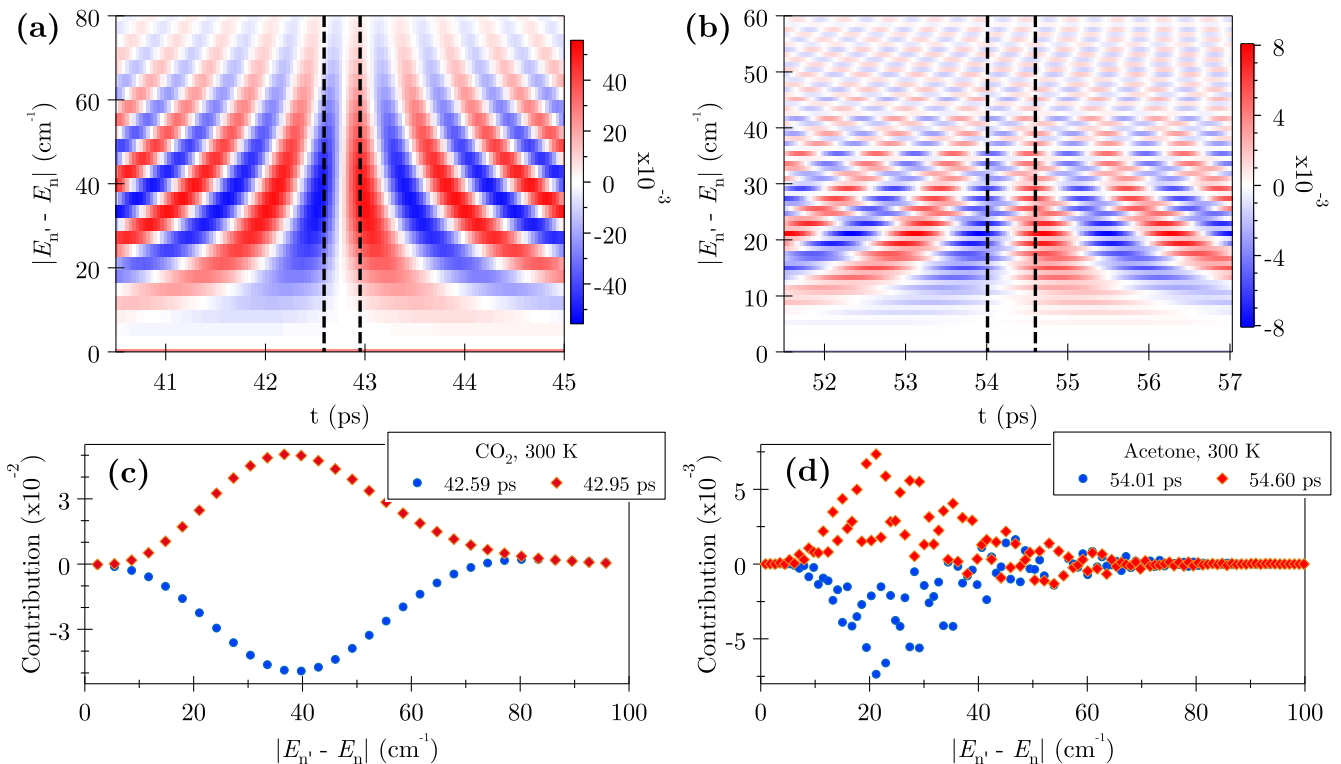 (a)
80
60
40
20
0
|E_n' - E_n| (cm⁻¹)
41 42 43 44 45
t (ps)
40
20
0
-20
-40
x10⁻³
(b)
60
50
40
30
20
10
0
|E_n' - E_n| (cm⁻¹)
52 53 54 55 56 57
t (ps)
8
4
0
-4
-8
x10⁻³
(c)
CO₂, 300 K
42.59 ps 42.95 ps
3
0
-3
Contribution (x10⁻²)
0 20 40 60 80 100
|E_n' - E_n| (cm⁻¹)
(d)
Acetone, 300 K
54.01 ps 54.60 ps
5
0
-5
Contribution (x10⁻³)
0 20 40 60 80 100
|E_n' - E_n| (cm⁻¹)